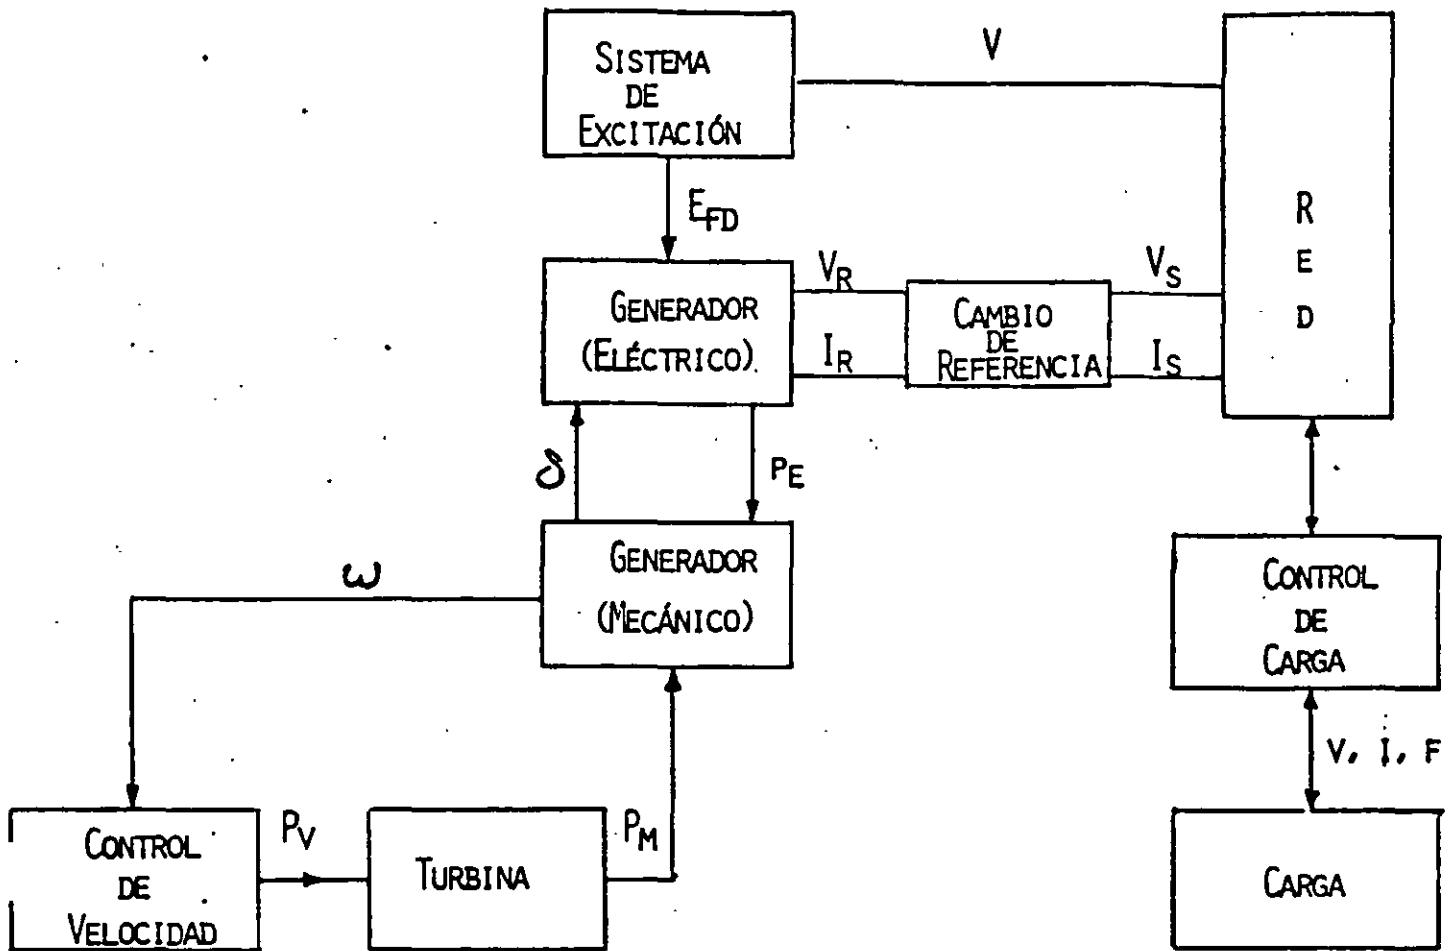 SISTEMA
DE
EXCITACIÓN
V
RED
E_FD
GENERADOR
(ELÉCTRICO)
V_R
I_R
CAMBIO
DE
REFERENCIA
V_S
I_S
δ
P_E
GENERADOR
(MECÁNICO)
ω
CONTROL
DE
CARGA
V, I, F
CARGA
CONTROL
DE
VELOCIDAD
P_V
TURBINA
P_M